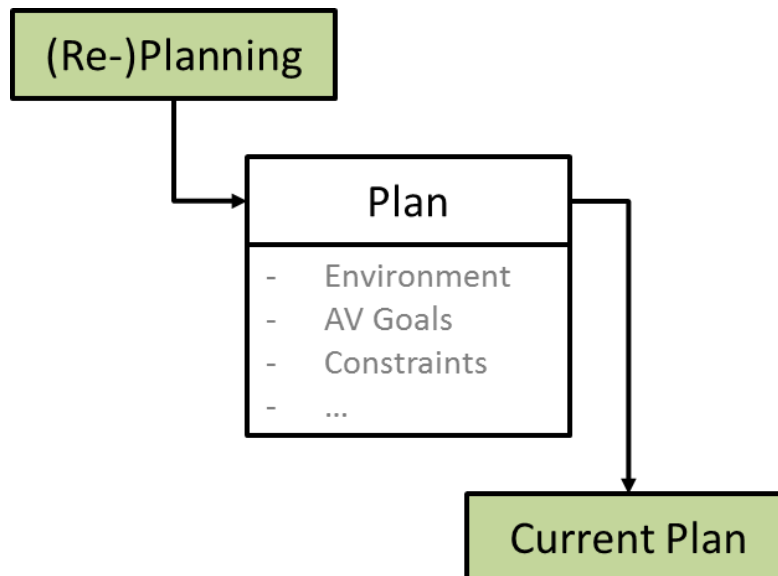 (Re-)Planning
Plan
- Environment
- AV Goals
- Constraints
- ...
Current Plan